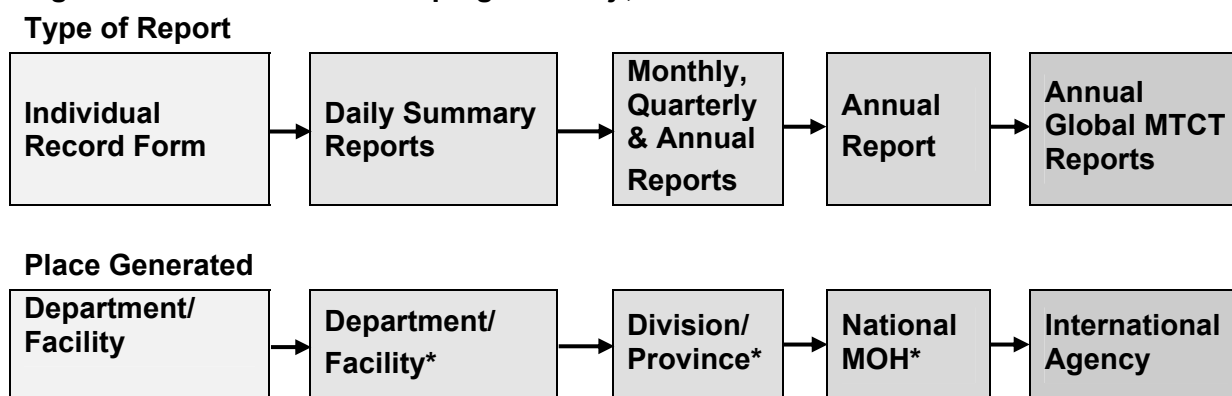 Type of Report
Individual
Record Form
Daily Summary
Reports
Monthly,
Quarterly
& Annual
Reports
Annual
Report
Annual
Global MTCT
Reports
Place Generated
Department/
Facility
Department/
Facility*
Division/
Province*
National
MOH*
International
Agency